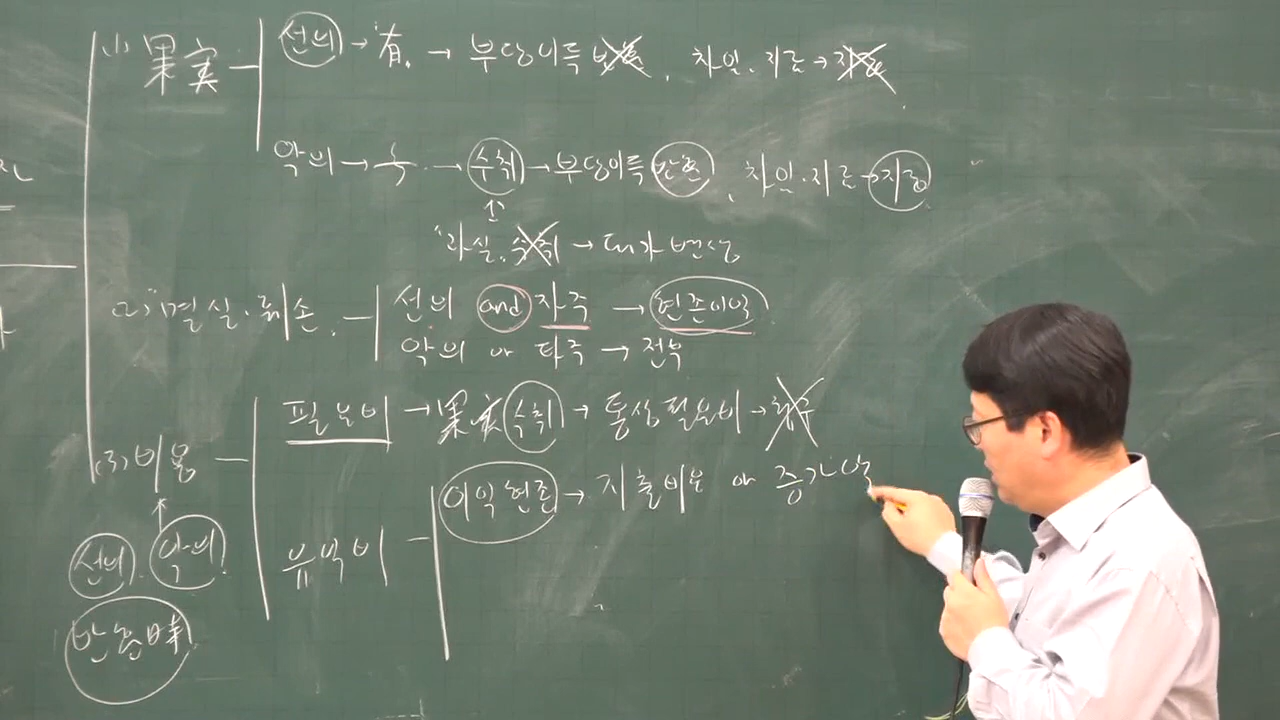 (1) 果実 - 선의 → 有. → 부당이득 반환, 차임·지료 → 지급
악의 → 수취 → 부당이득 반환, 차임·지료 → 지급
↑
"과실. 수취 → 대가 변상
(2) 멸실·훼손 - 선의 and 자주 → 현존이익
악의 or 타주 → 전부
필요비 → 果実 수취 → 통상필요비 → 청구
(3) 비용
이익현존 → 지출비용 or 증가액
유익비
↑
선의. 악의.
반환時